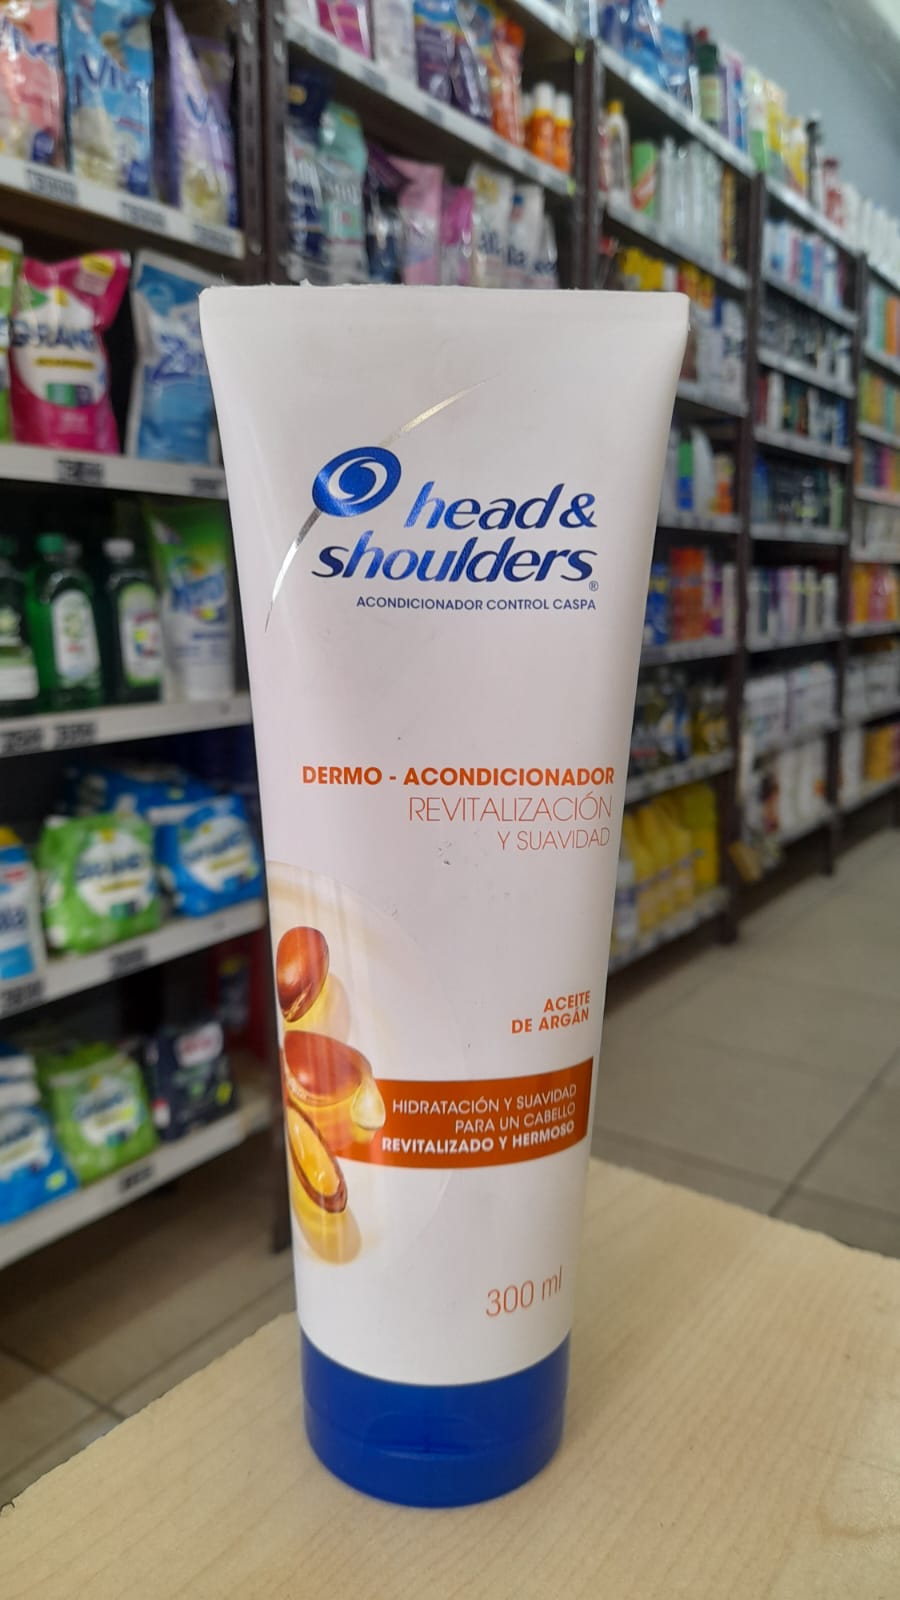 head &
shoulders®
ACONDICIONADOR CONTROL CASPA
DERMO - ACONDICIONADOR
REVITALIZACIÓN
Y SUAVIDAD
ACEITE
DE ARGÁN
HIDRATACIÓN Y SUAVIDAD
PARA UN CABELLO
REVITALIZADO Y HERMOSO
300 ml